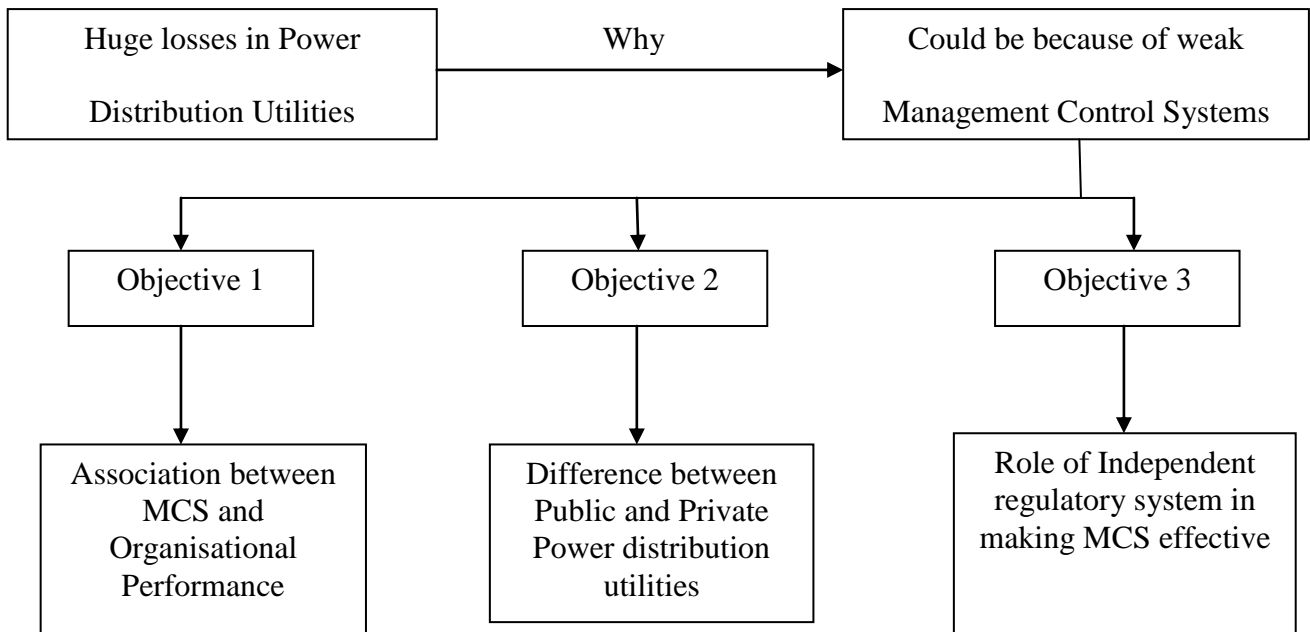 Huge losses in Power
Distribution Utilities
Why
Could be because of weak
Management Control Systems
Objective 1
Objective 2
Objective 3
Association between
MCS and
Organisational
Performance
Difference between
Public and Private
Power distribution
utilities
Role of Independent
regulatory system in
making MCS effective